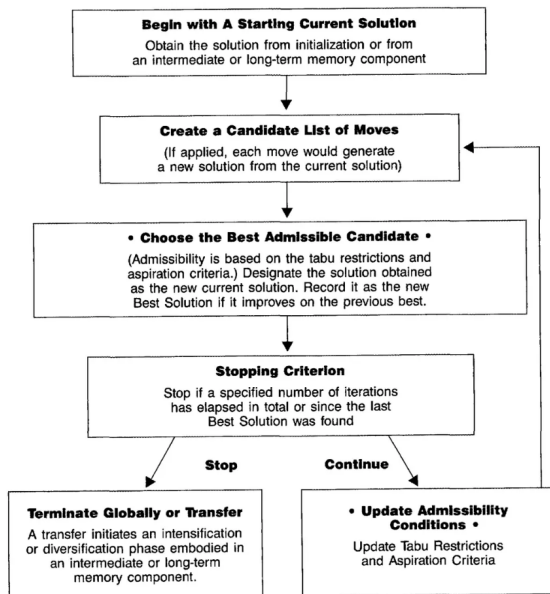 Begin with A Starting Current Solution
Obtain the solution from initialization or from
an intermediate or long-term memory component
Create a Candidate List of Moves
(If applied, each move would generate
a new solution from the current solution)
• Choose the Best Admissible Candidate •
(Admissibility is based on the tabu restrictions and
aspiration criteria.) Designate the solution obtained
as the new current solution. Record it as the new
Best Solution if it improves on the previous best.
Stopping Criterion
Stop if a specified number of iterations
has elapsed in total or since the last
Best Solution was found
Stop
Continue
Terminate Globally or Transfer
A transfer initiates an intensification
or diversification phase embodied in
an intermediate or long-term
memory component.
• Update Admissibility
Conditions •
Update Tabu Restrictions
and Aspiration Criteria